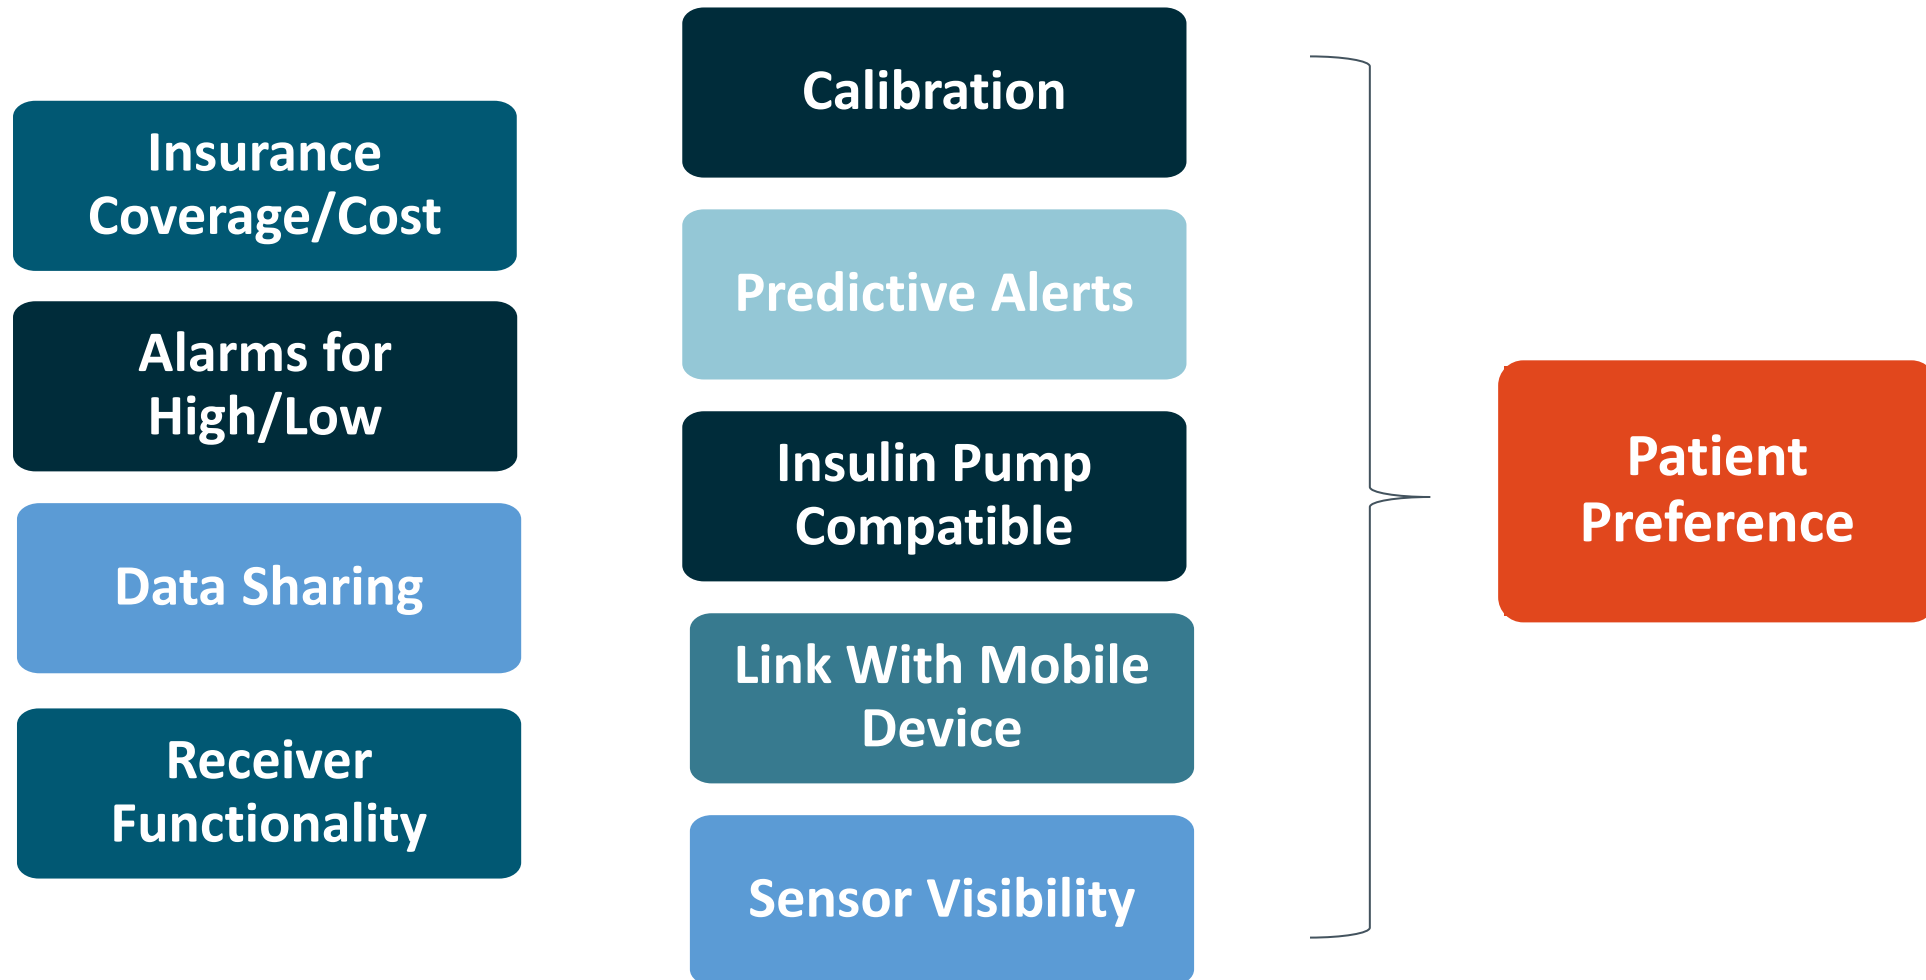 Insurance
Coverage/Cost
Alarms for
High/Low
Data Sharing
Receiver
Functionality
Calibration
Predictive Alerts
Insulin Pump
Compatible
Link With Mobile
Device
Sensor Visibility
Patient
Preference